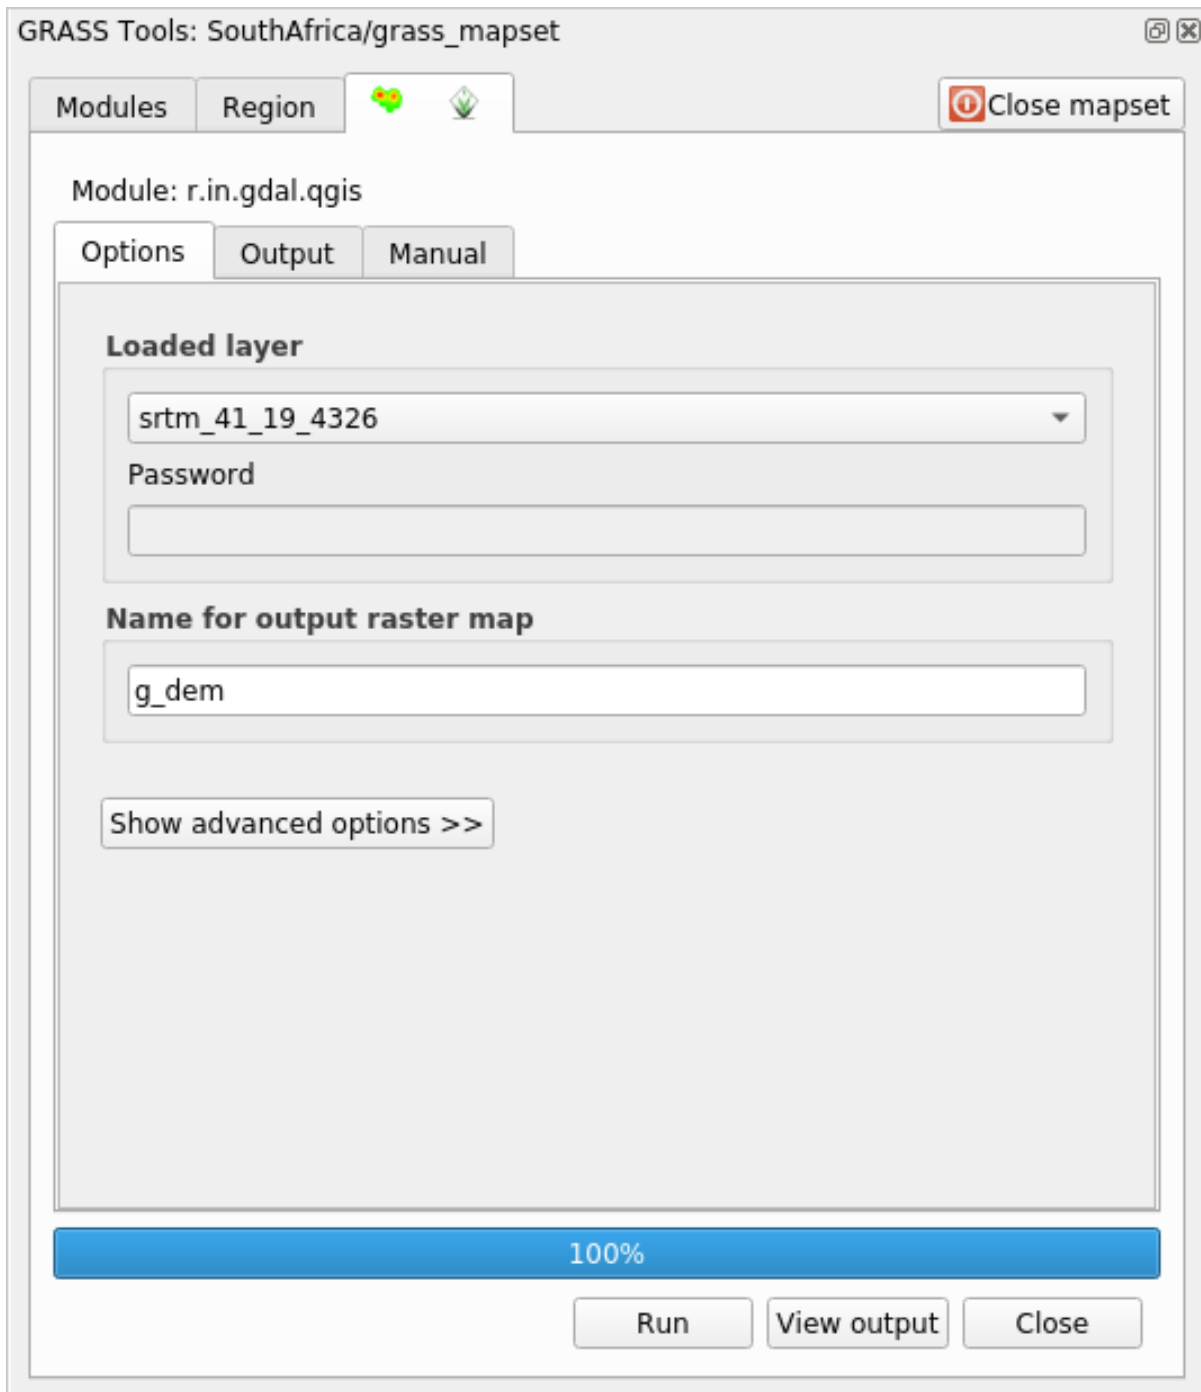 GRASS Tools: SouthAfrica/grass_mapset
Modules Region Close mapset
Module: r.in.gdal.qgis
Options Output Manual
Loaded layer
srtm_41_19_4326
Password
Name for output raster map
g_dem
Show advanced options >>
100%
Run View output Close